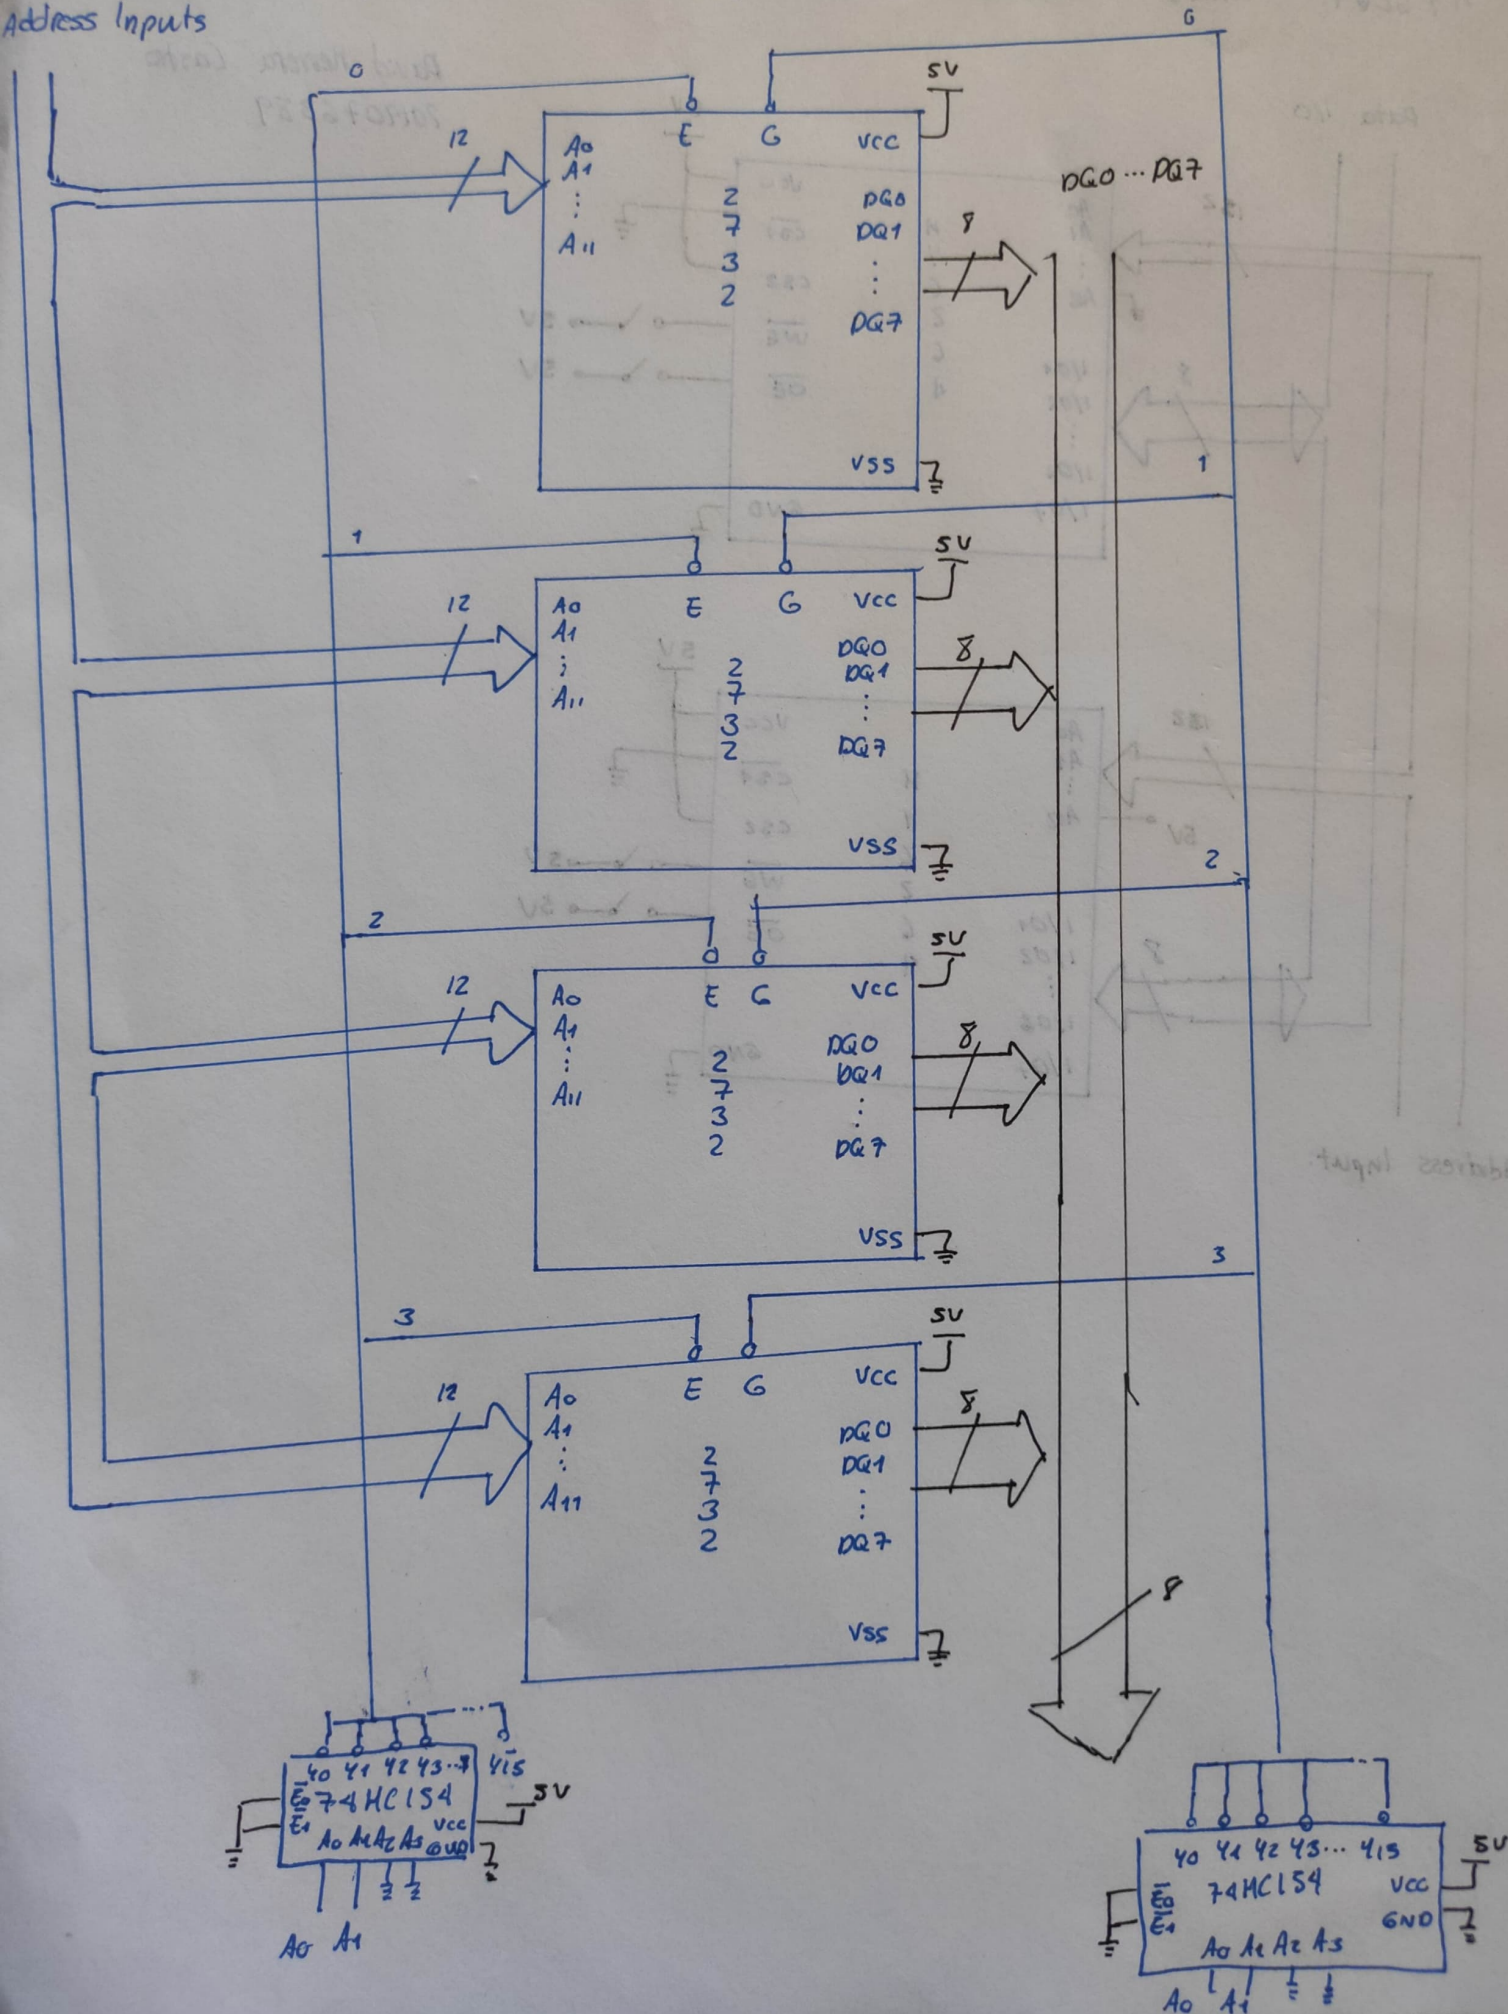 Address Inputs
0
G
5V
12
E G VCC
A0
A1
⋮
A11
2
7
3
2
DQ0
DQ1
⋮
DQ7
8
DQ0 ... DQ7
VSS
1
1
5V
12
E G VCC
A0
A1
⋮
A11
2
7
3
2
DQ0
DQ1
⋮
DQ7
8
VSS
2
2
5V
12
E G VCC
A0
A1
⋮
A11
2
7
3
2
DQ0
DQ1
⋮
DQ7
8
VSS
3
3
5V
12
E G VCC
A0
A1
⋮
A11
2
7
3
2
DQ0
DQ1
⋮
DQ7
8
VSS
8
Y0 Y1 Y2 Y3... Y15
E0 74HC154
E1
VCC
5V
A0 A1 A2 A3 GND
A0 A1
Y0 Y1 Y2 Y3... Y15
5V
E0 74HC154 VCC
E1
GND
A0 A1 A2 A3
A0 A1